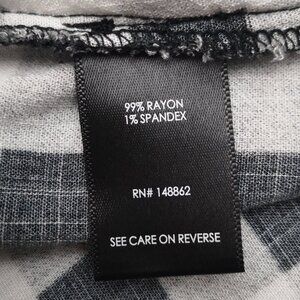 99% RAYON
1% SPANDEX
RN# 148862
SEE CARE ON REVERSE